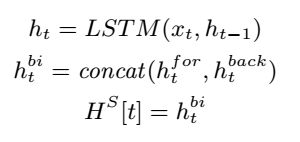 h_t = LSTM(x_t, h_{t-1})
h_t^{bi} = concat(h_t^{for}, h_t^{back})
H^S[t] = h_t^{bi}